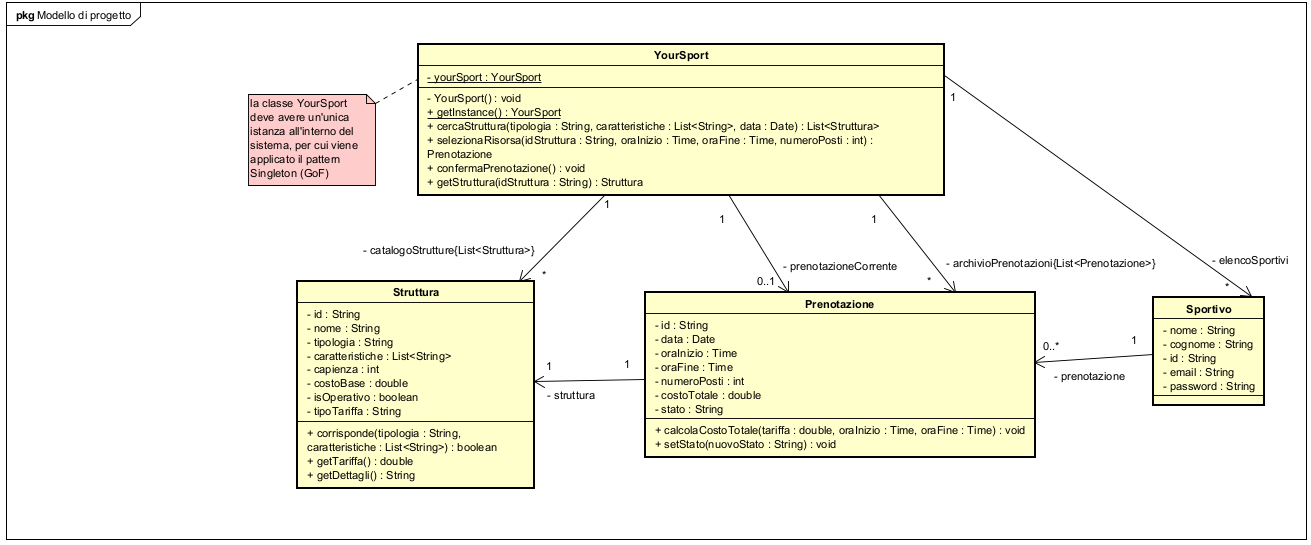 pkg Modello di progetto
YourSport
- yourSport : YourSport
- YourSport() : void
+ getInstance() : YourSport
+ cercaStruttura(tipologia : String, caratteristiche : List<String>, data : Date) : List<Struttura>
+ selezionaRisorsa(idStruttura : String, oraInizio : Time, oraFine : Time, numeroPosti : int) :
Prenotazione
+ confermaPrenotazione() : void
+ getStruttura(idStruttura : String) : Struttura
la classe YourSport
deve avere un'unica
istanza all'interno del
sistema, per cui viene
applicato il pattern
Singleton (GoF)
1
1
1
1
- catalogoStrutture{List<Struttura>}
*
- prenotazioneCorrente
0..1
- archivioPrenotazioni{List<Prenotazione>}
*
- elencoSportivi
*
Struttura
- id : String
- nome : String
- tipologia : String
- caratteristiche : List<String>
- capienza : int
- costoBase : double
- isOperativo : boolean
- tipoTariffa : String
+ corrisponde(tipologia : String,
caratteristiche : List<String>) : boolean
+ getTariffa() : double
+ getDettagli() : String
1
1
- struttura
Prenotazione
- id : String
- data : Date
- oraInizio : Time
- oraFine : Time
- numeroPosti : int
- costoTotale : double
- stato : String
+ calcolaCostoTotale(tariffa : double, oraInizio : Time, oraFine : Time) : void
+ setStato(nuovoStato : String) : void
0..*
1
- prenotazione
Sportivo
- nome : String
- cognome : String
- id : String
- email : String
- password : String